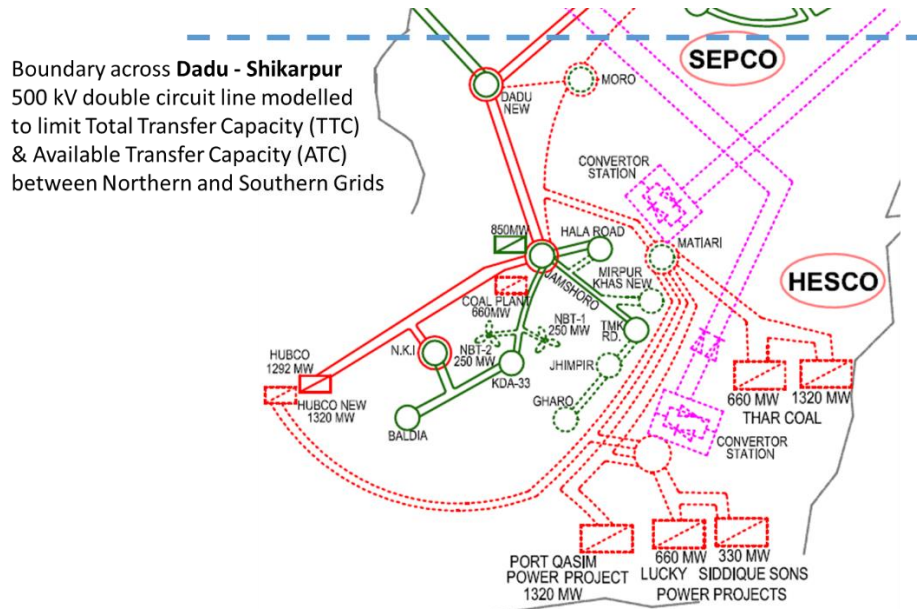 Boundary across Dadu - Shikarpur
500 kV double circuit line modelled
to limit Total Transfer Capacity (TTC)
& Available Transfer Capacity (ATC)
between Northern and Southern Grids
SEPCO
DADU
NEW
MORO
CONVERTOR
STATION
850MW
HALA ROAD
MATIARI
JAMSHORO
MIRPUR
KHAS NEW
HESCO
COAL PLANT
660MW
NBT-1
250 MW
TMK
RD.
N.K.I
NBT-2
250 MW
KDA-33
JHIMPIR
HUBCO
1292 MW
HUBCO NEW
1320 MW
GHARO
BALDIA
660 MW
1320 MW
THAR COAL
CONVERTOR
STATION
PORT QASIM
POWER PROJECT
1320 MW
660 MW
LUCKY
330 MW
SIDDIQUE SONS
POWER PROJECTS